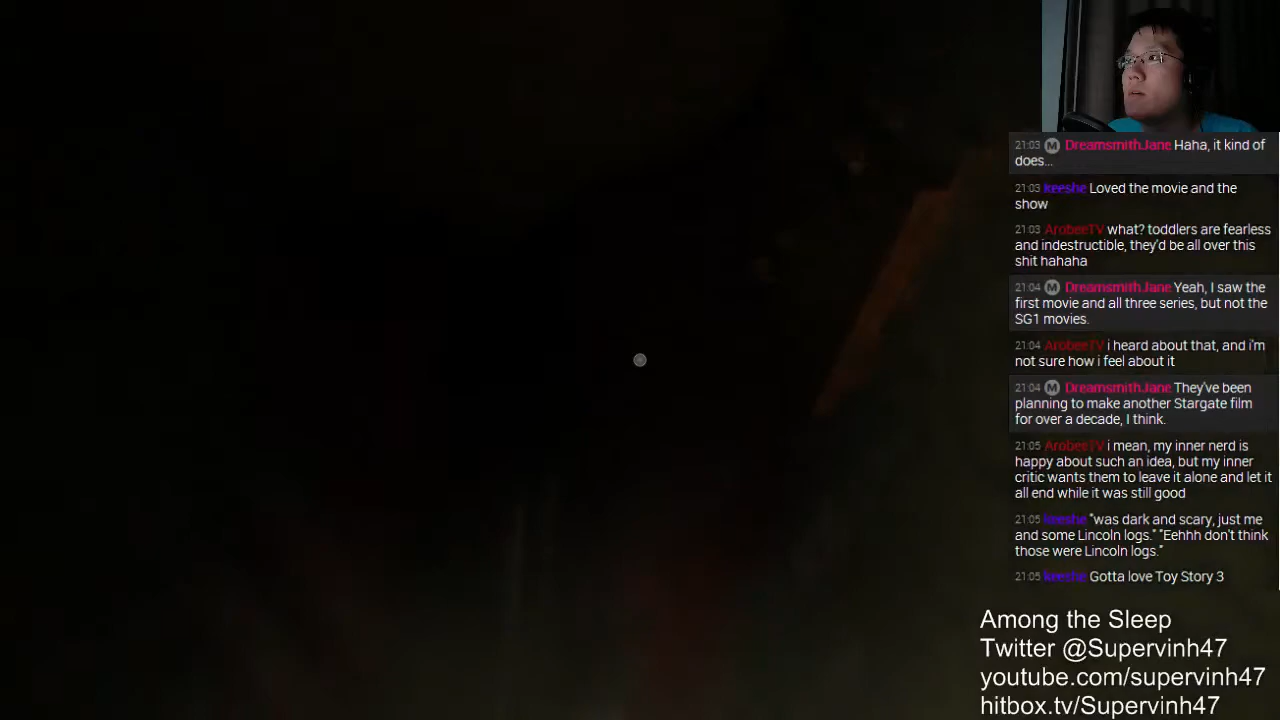 21:03 M DreamsmithJane Haha, it kind of
does...
21:03 keeshe Loved the movie and the
show
21:03 ArobeeTV what? toddlers are fearless
and indestructible, they'd be all over this
shit hahaha
21:04 M DreamsmithJane Yeah, I saw the
first movie and all three series, but not the
SG1 movies.
21:04 ArobeeTV i heard about that, and i'm
not sure how i feel about it
21:04 M DreamsmithJane They've been
planning to make another Stargate film
for over a decade, I think.
21:05 ArobeeTV i mean, my inner nerd is
happy about such an idea, but my inner
critic wants them to leave it alone and let it
all end while it was still good
21:05 keeshe "was dark and scary, just me
and some Lincoln logs." "Eehhh don't think
those were Lincoln logs."
21:05 keeshe Gotta love Toy Story 3
Among the Sleep
Twitter @Supervinh47
youtube.com/supervinh47
hitbox.tv/Supervinh47